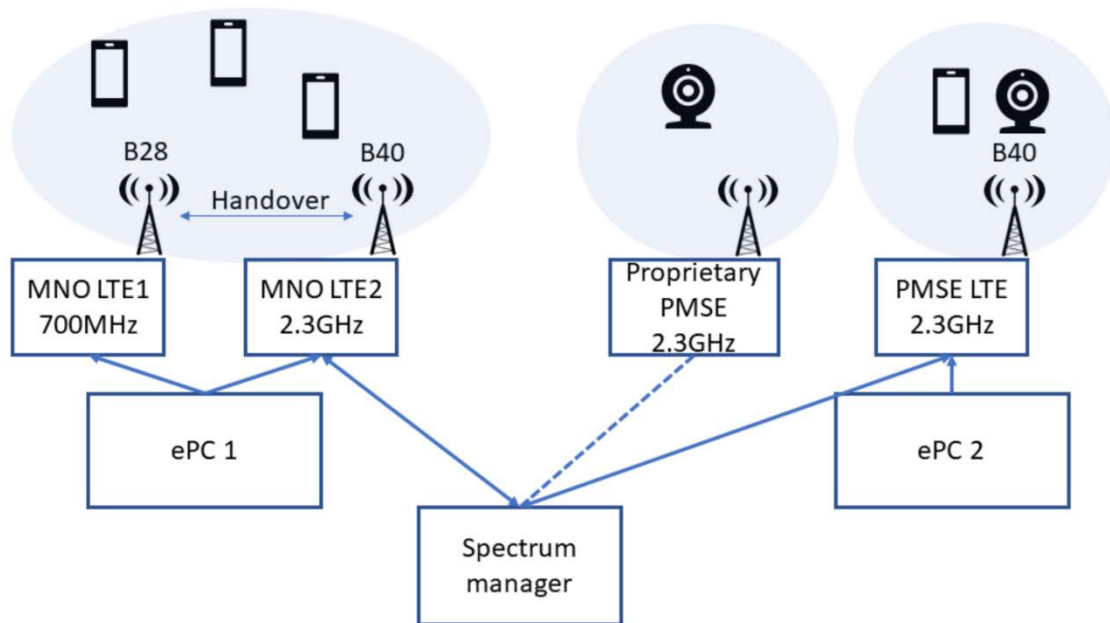 B28
B40
Handover
B40
MNO LTE1
700MHz
MNO LTE2
2.3GHz
Proprietary
PMSE
2.3GHz
PMSE LTE
2.3GHz
ePC 1
ePC 2
Spectrum
manager